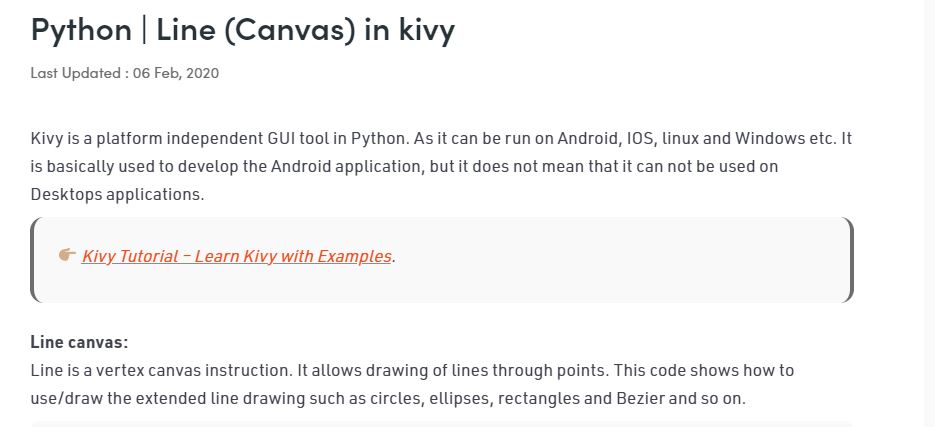 Python | Line (Canvas) in kivy
Last Updated : 06 Feb, 2020
Kivy is a platform independent GUI tool in Python. As it can be run on Android, IOS, linux and Windows etc. It
is basically used to develop the Android application, but it does not mean that it can not be used on
Desktops applications.
Kivy Tutorial – Learn Kivy with Examples.
Line canvas:
Line is a vertex canvas instruction. It allows drawing of lines through points. This code shows how to
use/draw the extended line drawing such as circles, ellipses, rectangles and Bezier and so on.